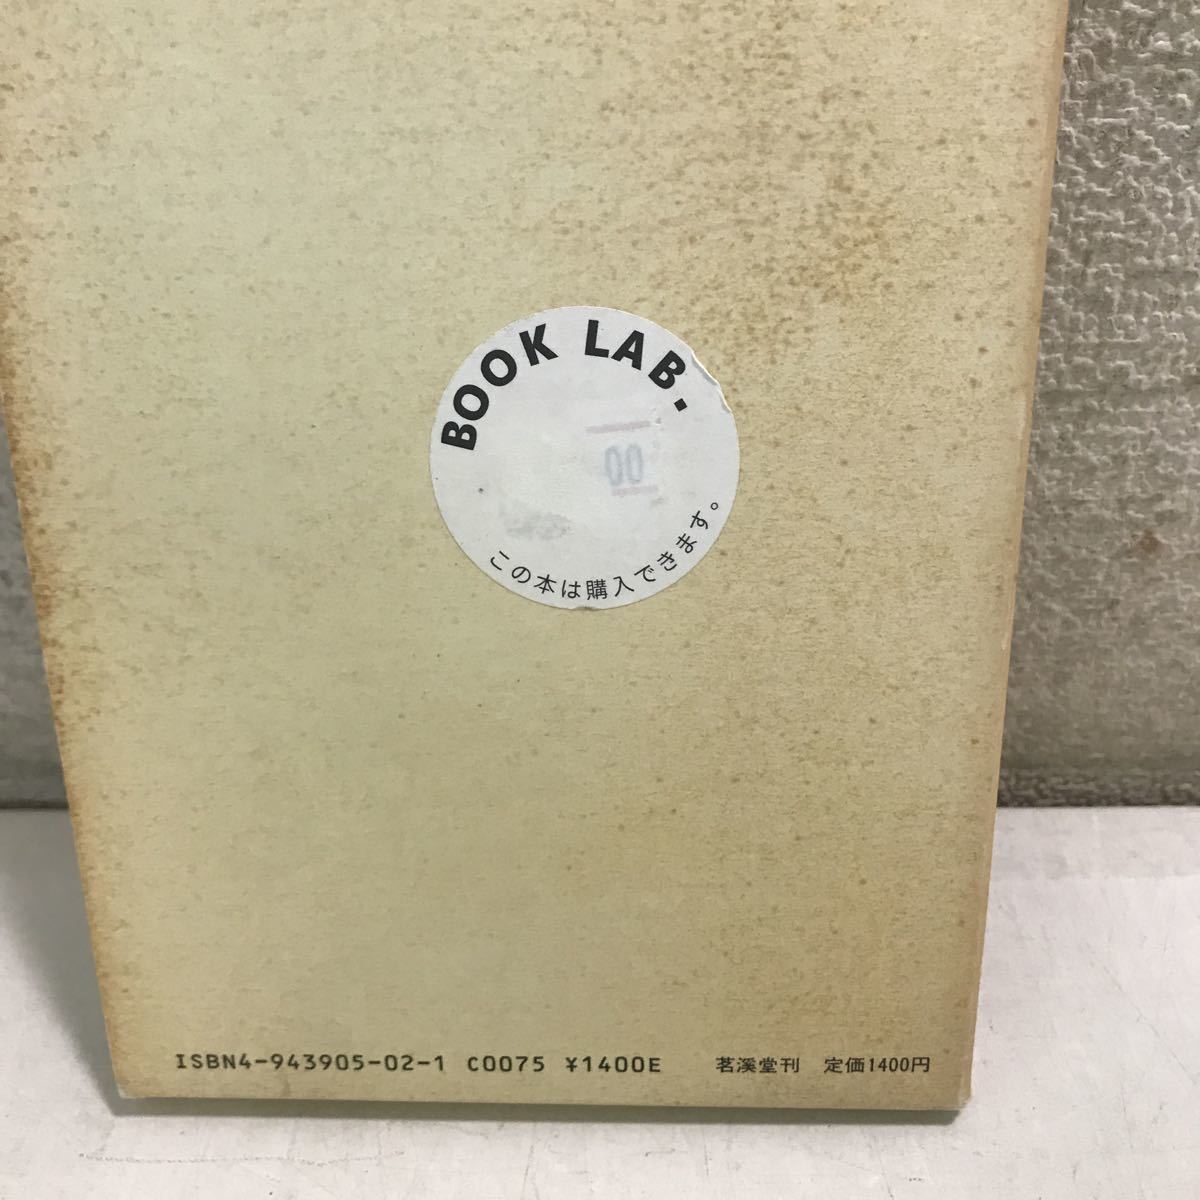 BOOK LAB.
00
この本は購入できます。
ISBN4-943905-02-1 C0075 ¥1400E 茗溪堂刊 定価1400円